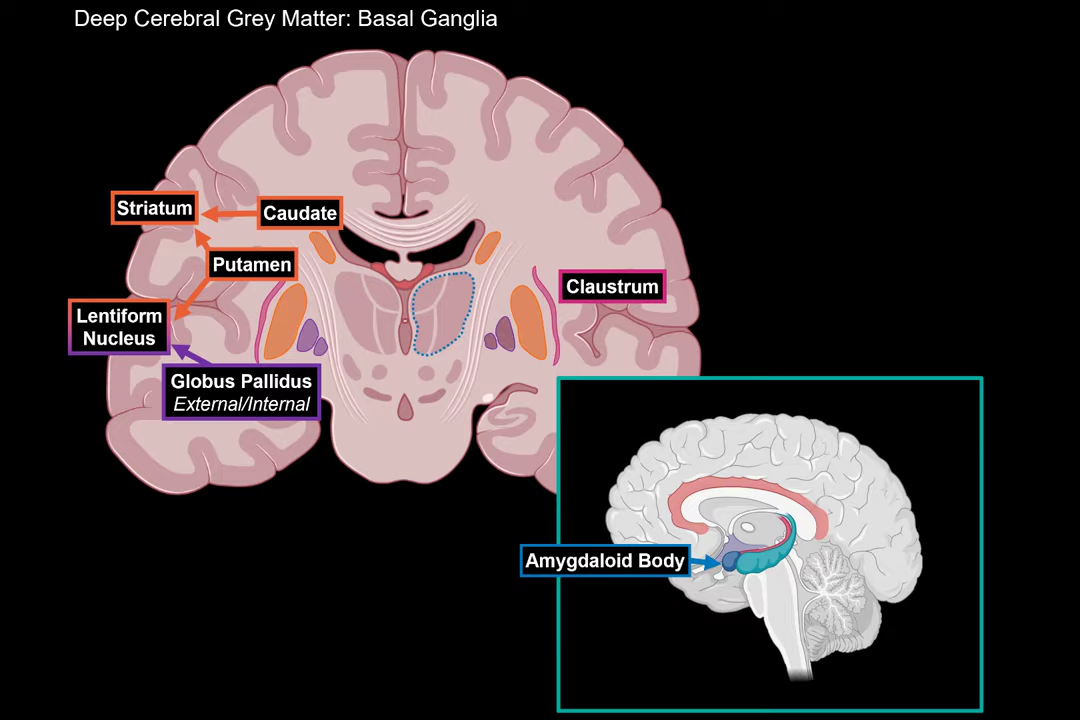 Deep Cerebral Grey Matter: Basal Ganglia
Striatum
Caudate
Putamen
Claustrum
Lentiform
Nucleus
Globus Pallidus
External/Internal
Amygdaloid Body